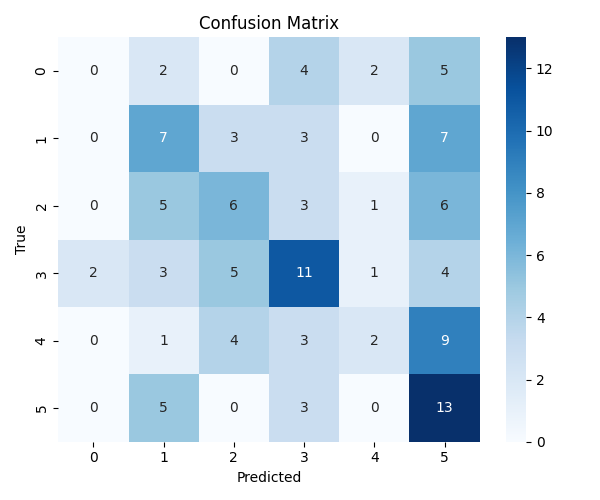 Confusion Matrix
0 0 2 0 4 2 5
1 0 7 3 3 0 7
2 0 5 6 3 1 6
3 2 3 5 11 1 4
4 0 1 4 3 2 9
5 0 5 0 3 0 13
0 1 2 3 4 5
Predicted
True
12
10
8
6
4
2
0